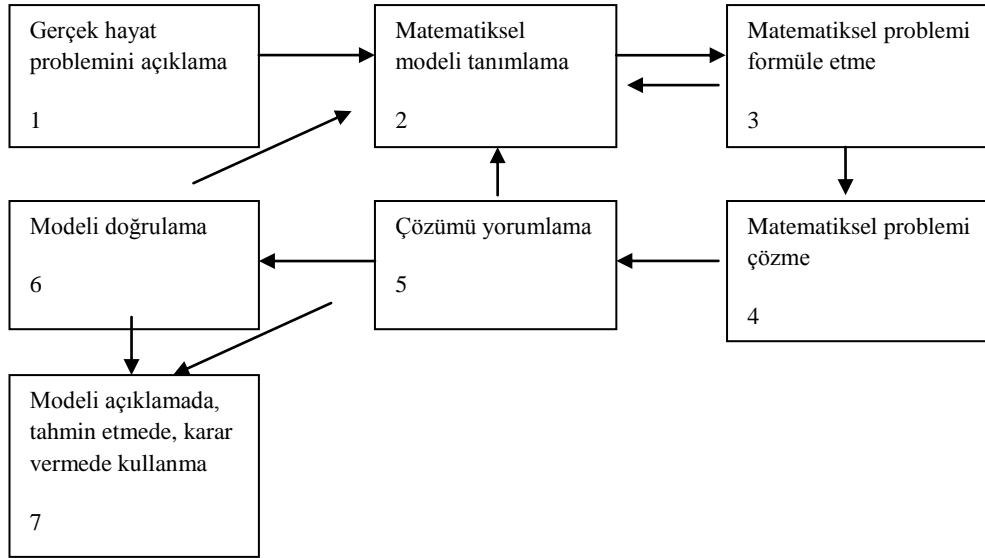 Gerçek hayat
problemini açıklama
1
Matematiksel
modeli tanımlama
2
Matematiksel problemi
formüle etme
3
Modeli doğrulama
6
Çözümü yorumlama
5
Matematiksel problemi
çözme
4
Modeli açıklamada,
tahmin etmede, karar
vermede kullanma
7